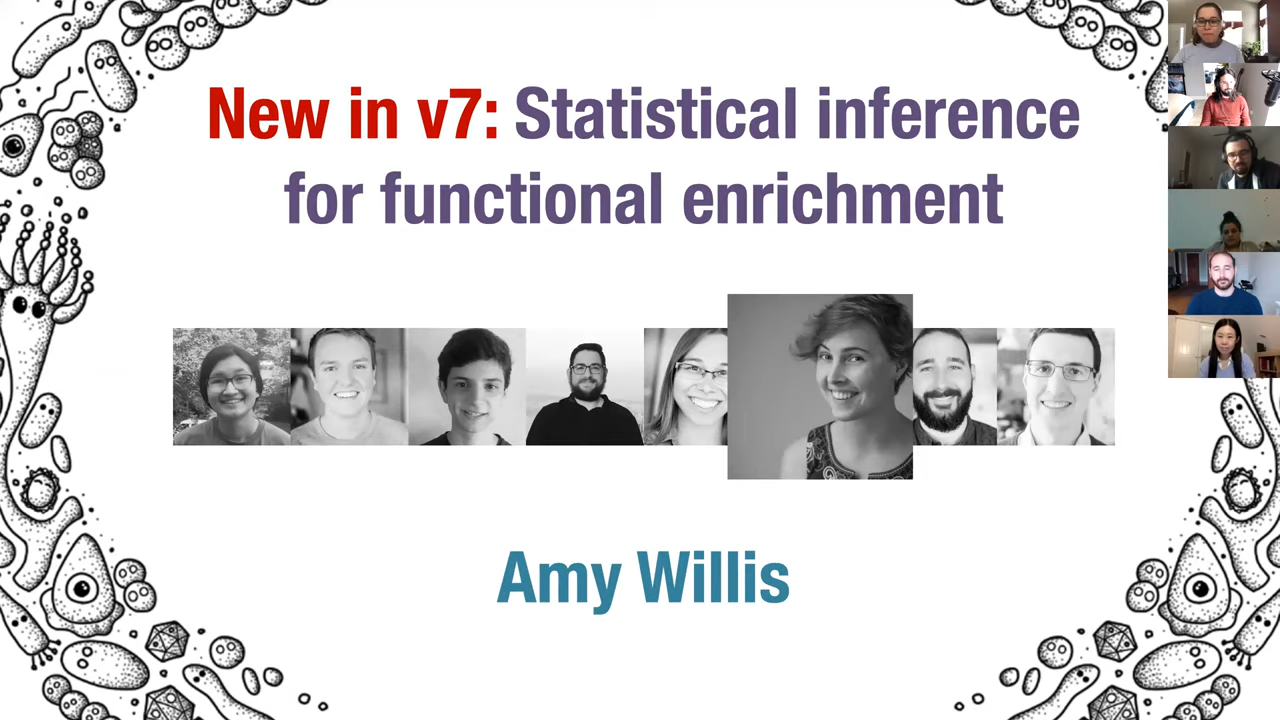 New in v7: Statistical inference
for functional enrichment
Amy Willis